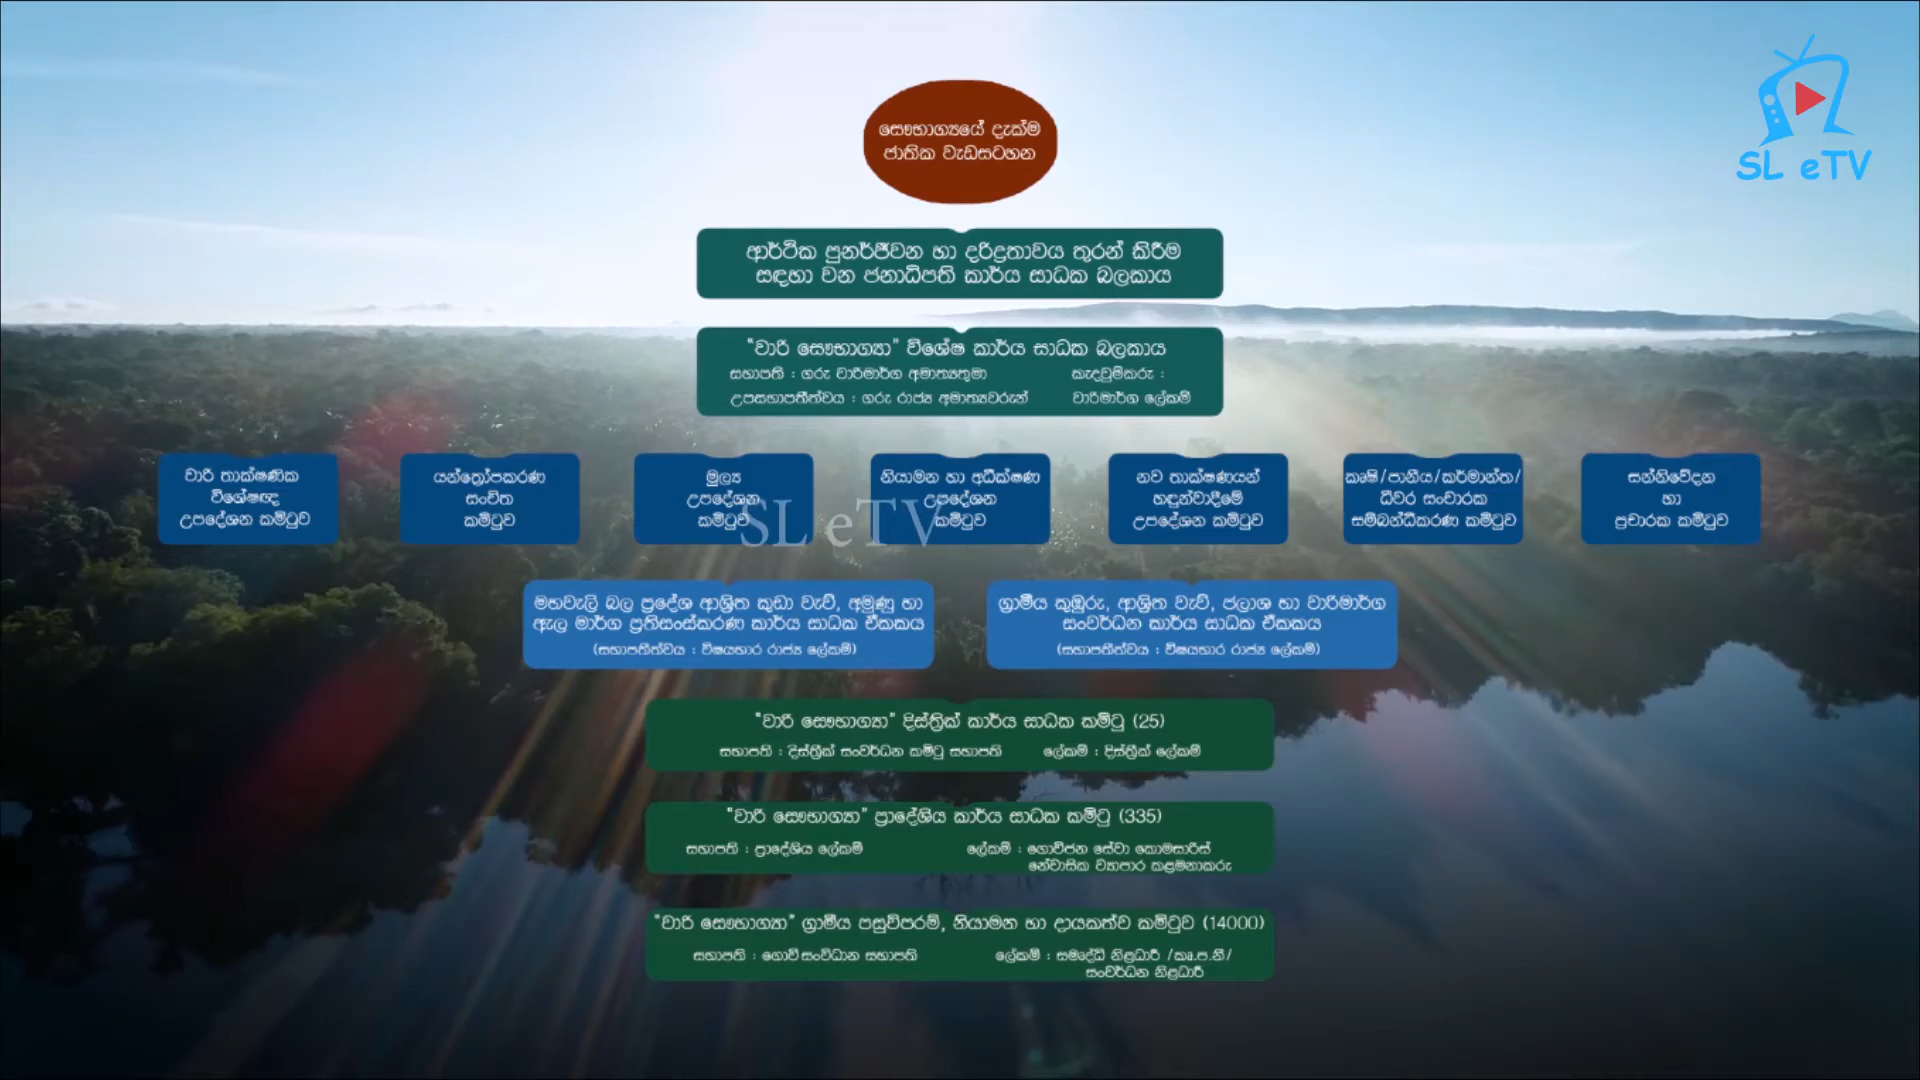 SL eTV
සෞභාග්‍යයේ දැක්ම
ජාතික වැඩසටහන
ආර්ථික පුනර්ජීවන හා දරිද්‍රතාවය තුරන් කිරීම
සඳහා වන ජනාධිපති කාර්ය සාධක බලකාය
"වාරි සෞභාග්‍යා" විශේෂ කාර්ය සාධක බලකාය
සභාපති : ගරු වාරිමාර්ග අමාත්‍යතුමා
කැඳවුම්කරු :
උපසභාපතීත්වය : ගරු රාජ්‍ය අමාත්‍යවරුන්
වාරිමාර්ග ලේකම්
වාරි තාක්ෂණික
විශේෂඥ
උපදේශන කමිටුව
යන්ත්‍රෝපකරණ
සංචිත
කමිටුව
මූල්‍ය
උපදේශන
කමිටුව
නියාමන හා අධීක්ෂණ
උපදේශන
කමිටුව
නව තාක්ෂණයන්
හඳුන්වාදීමේ
උපදේශන කමිටුව
කෘෂි/පානීය/කර්මාන්ත/
ධීවර සංචාරක
සම්බන්ධීකරණ කමිටුව
සන්නිවේදන
හා
ප්‍රචාරක කමිටුව
SL eTV
මහවැලි බල ප්‍රදේශ ආශ්‍රිත කුඩා වැව්, අමුණු හා
ඇල මාර්ග ප්‍රතිසංස්කරණ කාර්ය සාධක ඒකකය
(සභාපතීත්වය : විෂයභාර රාජ්‍ය ලේකම්)
ග්‍රාමීය කුඹුරු, ආශ්‍රිත වැව්, ජලාශ හා වාරිමාර්ග
සංවර්ධන කාර්ය සාධක ඒකකය
(සභාපතීත්වය : විෂයභාර රාජ්‍ය ලේකම්)
"වාරි සෞභාග්‍යා" දිස්ත්‍රික් කාර්ය සාධක කමිටු (25)
සභාපති : දිස්ත්‍රික් සංවර්ධන කමිටු සභාපති
ලේකම් : දිස්ත්‍රික් ලේකම්
"වාරි සෞභාග්‍යා" ප්‍රාදේශිය කාර්ය සාධක කමිටු (335)
සභාපති : ප්‍රාදේශිය ලේකම්
ලේකම් : ගොවිජන සේවා කොමසාරිස්
නේවාසික ව්‍යාපාර කළමනාකරු
"වාරි සෞභාග්‍යා" ග්‍රාමීය පසුවිපරම්, නියාමන හා දායකත්ව කමිටුව (14000)
සභාපති : ගොවි සංවිධාන සභාපති
ලේකම් : සමෘද්ධි නිළධාරී /කෘ.ප.නී/
සංවර්ධන නිළධාරී